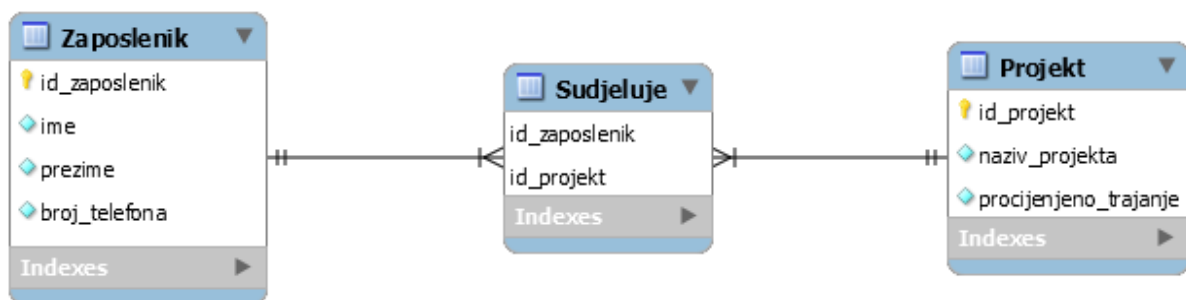 Zaposlenik
id_zaposlenik
ime
prezime
broj_telefona
Indexes
Sudjeluje
id_zaposlenik
id_projekt
Indexes
Projekt
id_projekt
naziv_projekta
procijenjeno_trajanje
Indexes